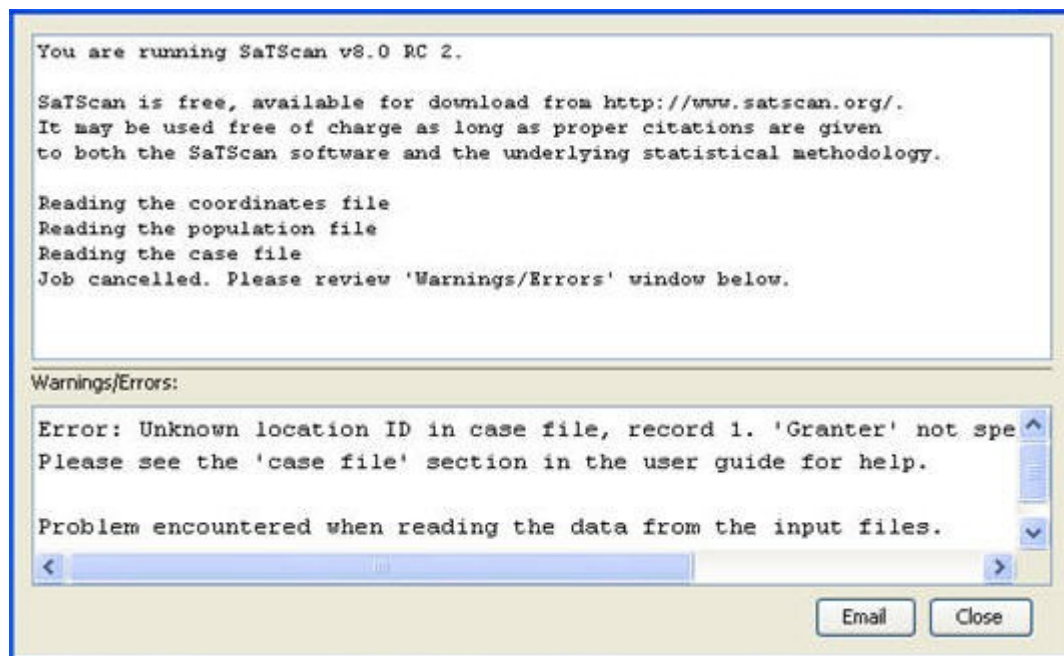 You are running SaTScan v8.0 RC 2.
SaTScan is free, available for download from http://www.satscan.org/.
It may be used free of charge as long as proper citations are given
to both the SaTScan software and the underlying statistical methodology.
Reading the coordinates file
Reading the population file
Reading the case file
Job cancelled. Please review 'Warnings/Errors' window below.
Warnings/Errors:
Error: Unknown location ID in case file, record 1. 'Granter' not spe
Please see the 'case file' section in the user guide for help.
Problem encountered when reading the data from the input files.
Email Close